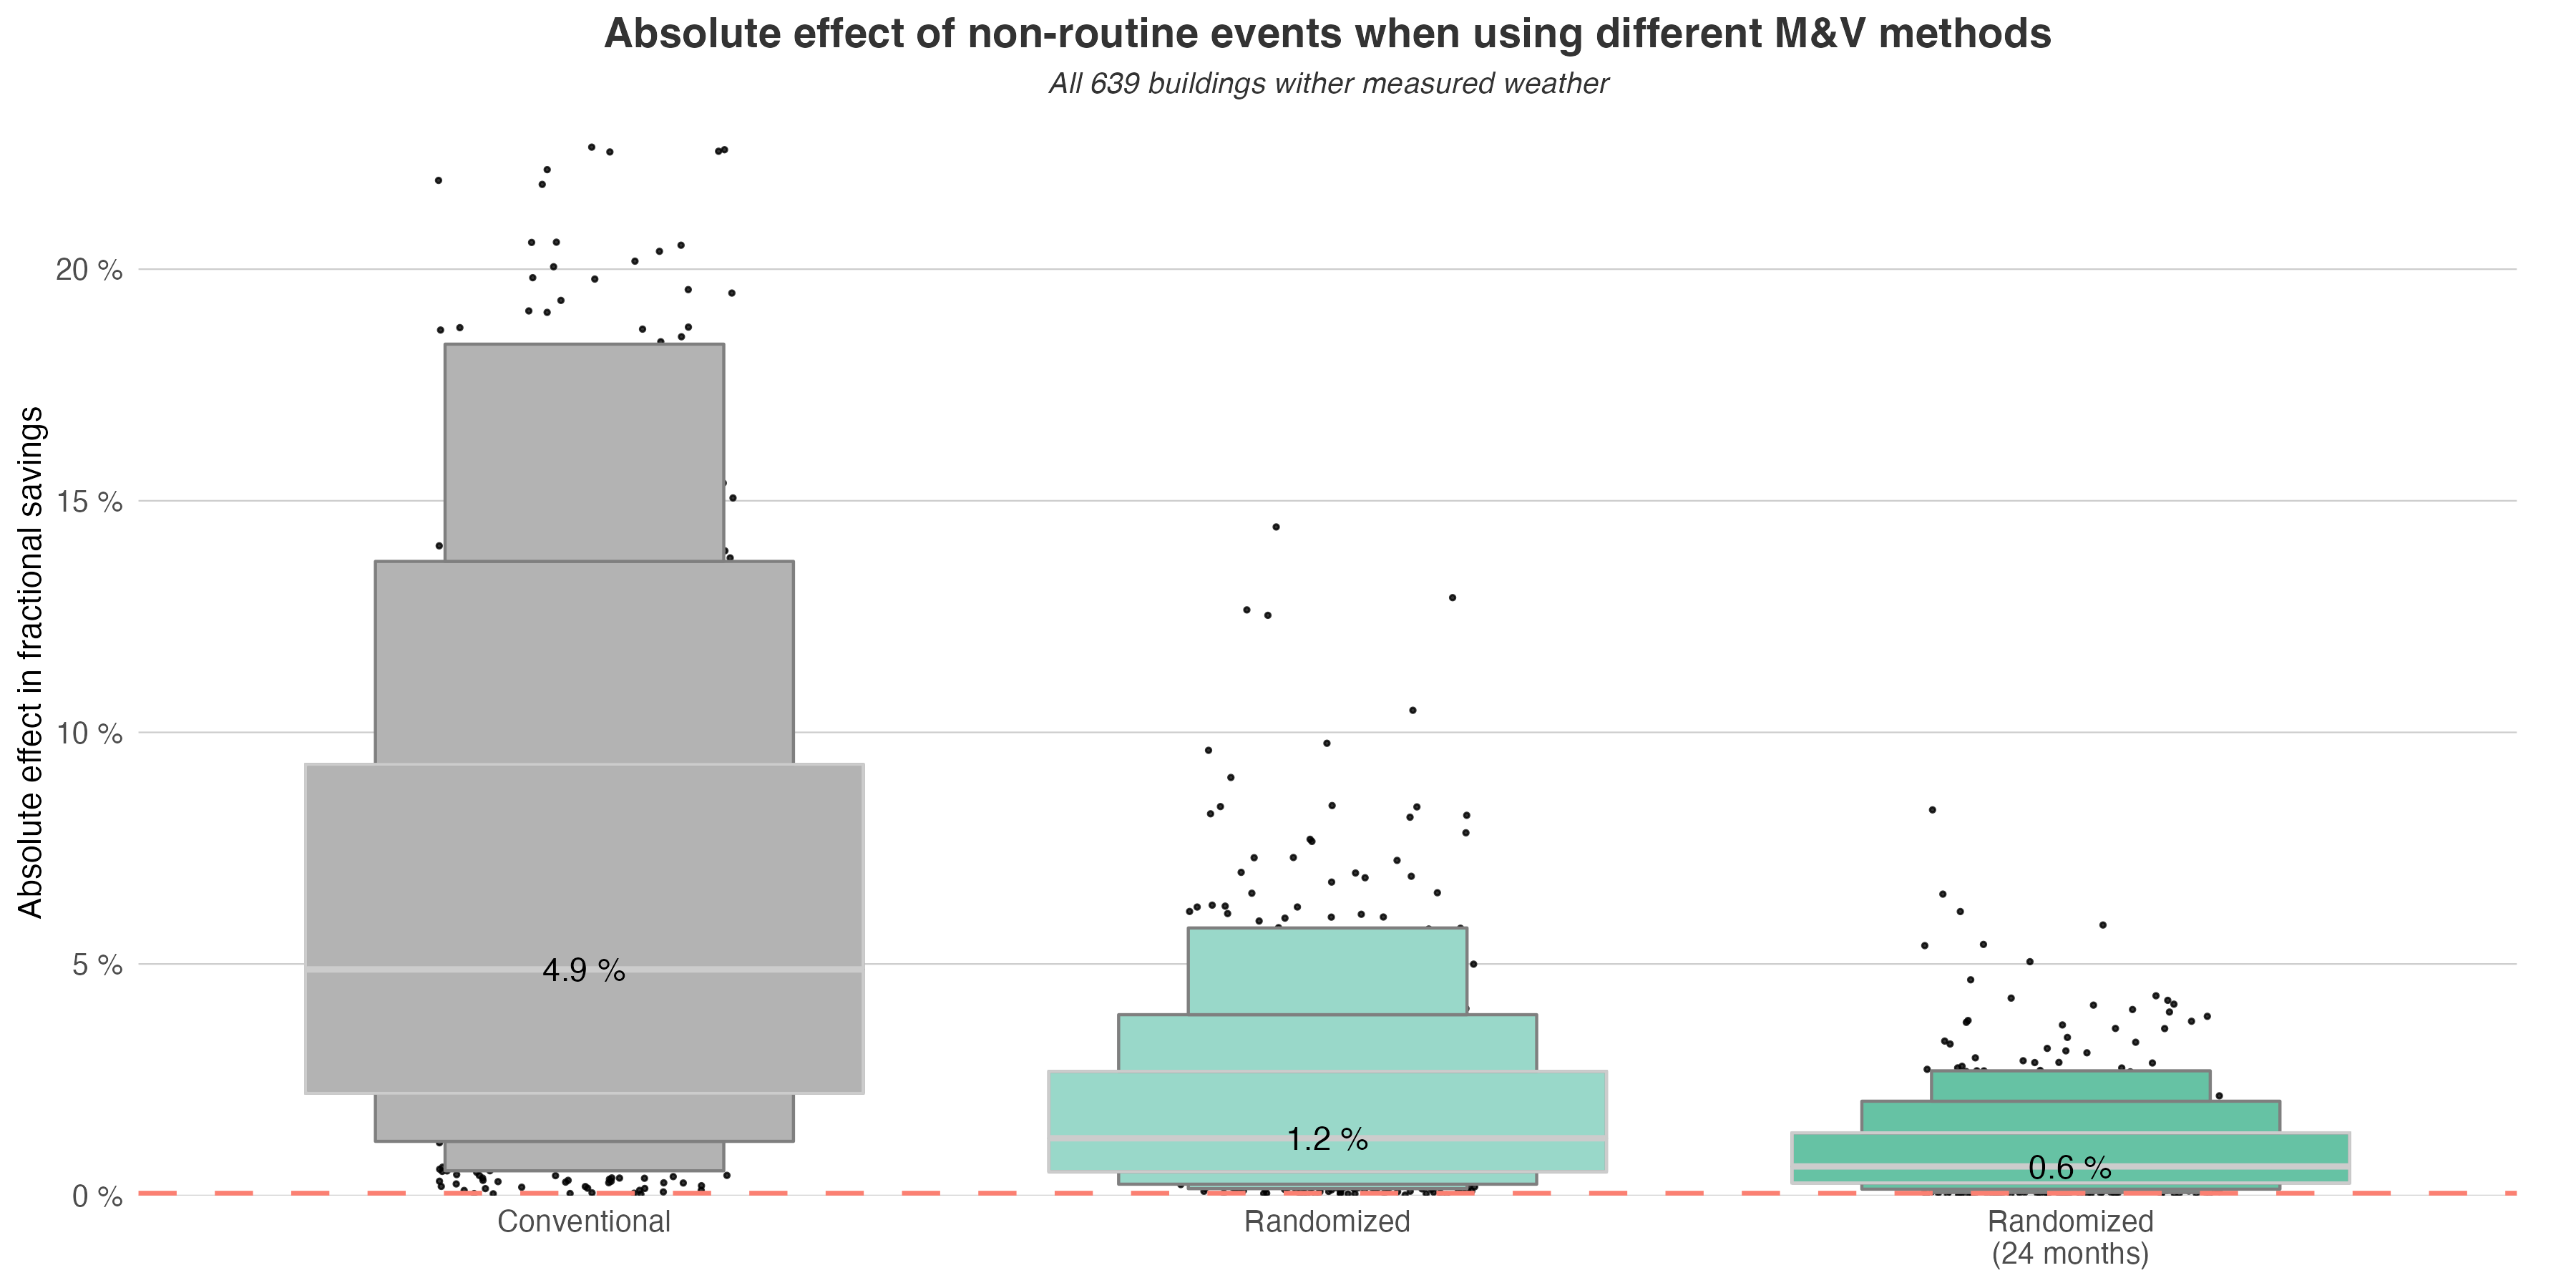 Absolute effect of non-routine events when using different M&V methods
All 639 buildings wither measured weather
Absolute effect in fractional savings
20 %
15 %
10 %
5 %
0 %
4.9 %
1.2 %
0.6 %
Conventional
Randomized
Randomized
(24 months)